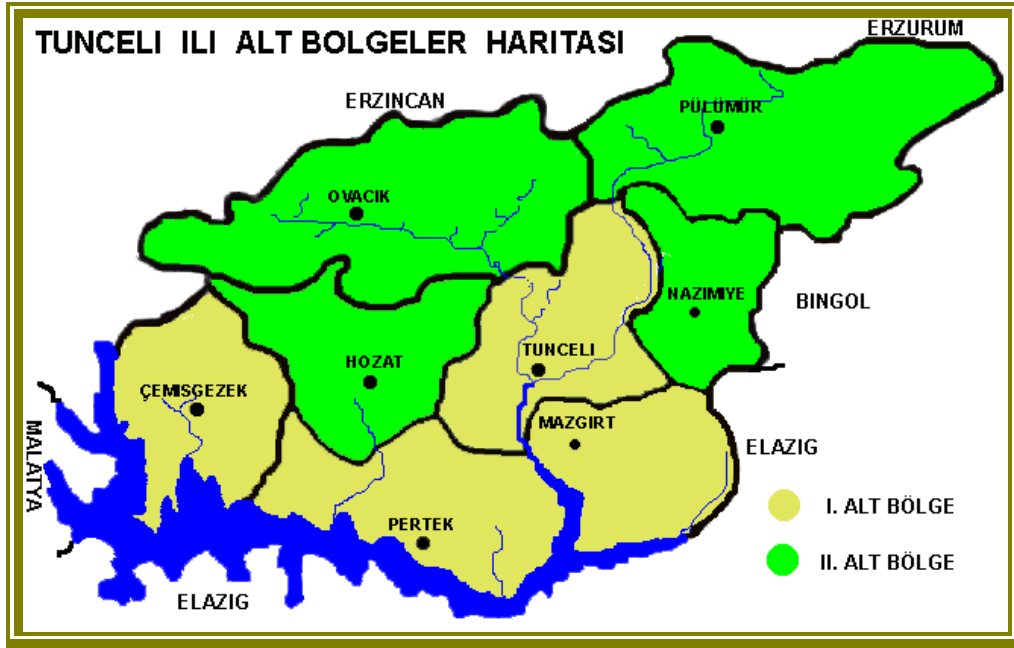 TUNCELI ILI ALT BOLGELER HARITASI
ERZURUM
ERZINCAN
PÜLÜMÜR
OVACIK
NAZIMIYE
BINGOL
TUNCELI
HOZAT
ÇEMISGEZEK
MAZGIRT
MALATYA
ELAZIG
I. ALT BÖLGE
PERTEK
II. ALT BÖLGE
ELAZIG